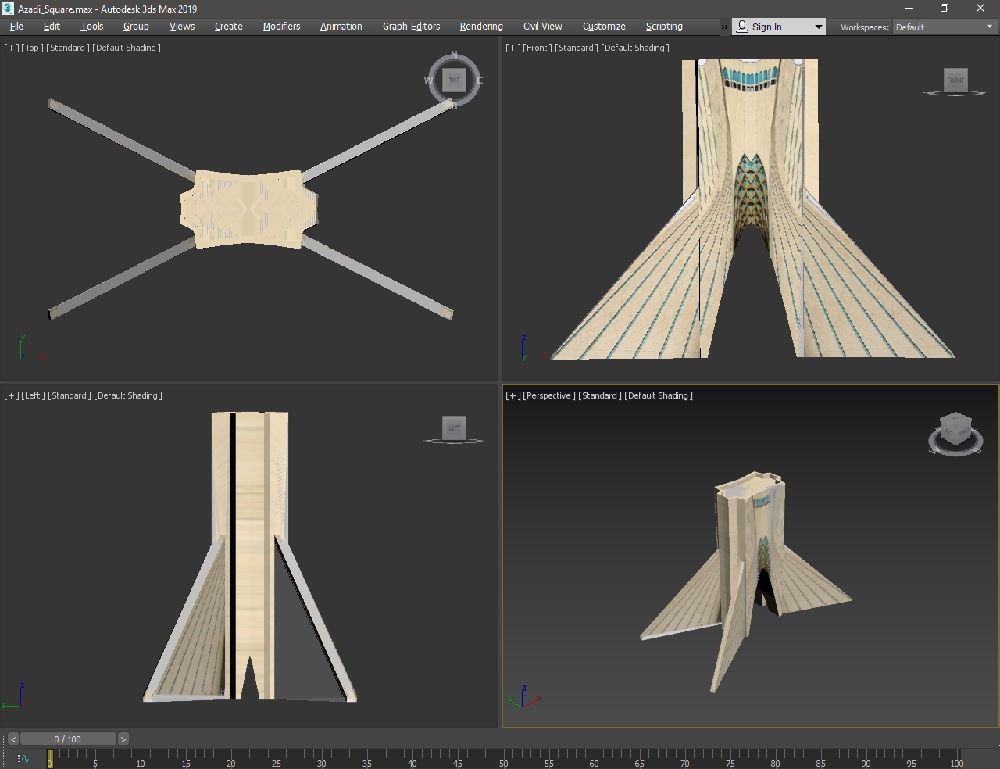 Azadi_Square.max - Autodesk 3ds Max 2019
File Edit Tools Group Views Create Modifiers Animation Graph Editors Rendering Civil View Customize Scripting » Sign In Workspaces: Default
[+] [Top] [Standard] [Default Shading]
[+] [Front] [Standard] [Default Shading]
N
W TOP E
FRONT
[+] [Left] [Standard] [Default Shading]
[+] [Perspective] [Standard] [Default Shading]
LEFT
< 0 / 100 >
0 5 10 15 20 25 30 35 40 45 50 55 60 65 70 75 80 85 90 95 100